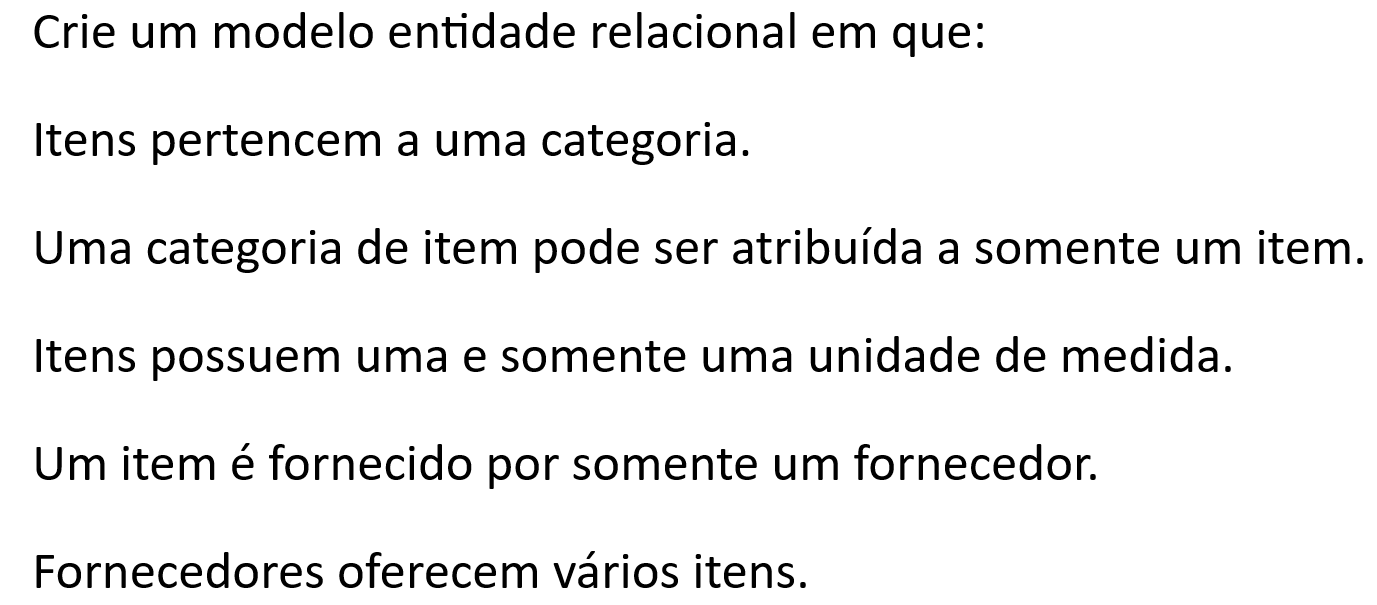 Crie um modelo entidade relacional em que:
Itens pertencem a uma categoria.
Uma categoria de item pode ser atribuída a somente um item.
Itens possuem uma e somente uma unidade de medida.
Um item é fornecido por somente um fornecedor.
Fornecedores oferecem vários itens.